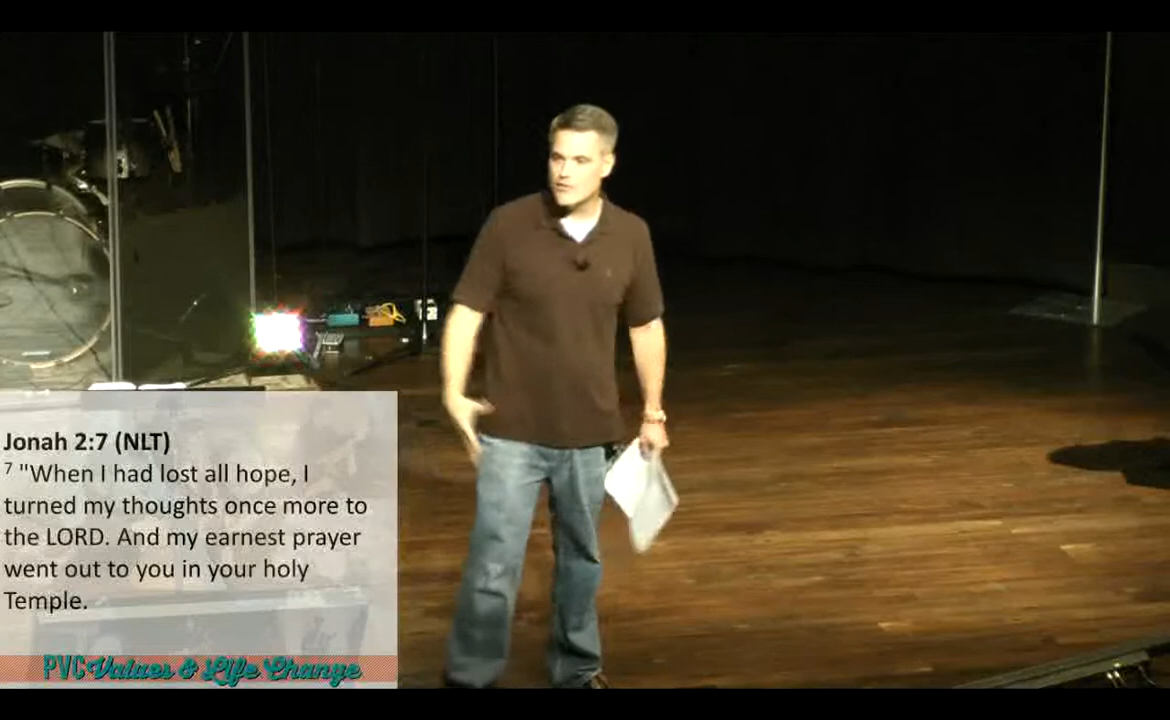 Jonah 2:7 (NLT)
7 "When I had lost all hope, I
turned my thoughts once more to
the LORD. And my earnest prayer
went out to you in your holy
Temple.
PVC Values & Life Change